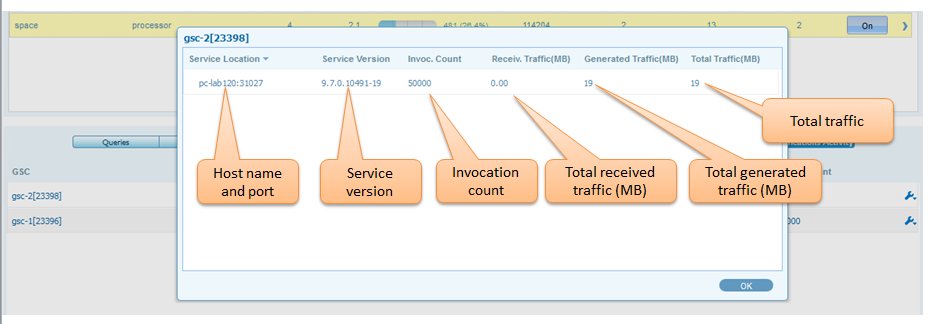 space processor 4 2,1 481 (26.4%) 114204 2 13 2 On
gsc-2[23398]
Service Location Service Version Invoc. Count Receiv. Traffic(MB) Generated Traffic(MB) Total Traffic(MB)
pc-lab120:31027 9.7.0.10491-19 50000 0.00 19 19
Total traffic
Queries
GSC
Host name
and port
Service
version
Invocation
count
Total received
traffic (MB)
Total generated
traffic (MB)
gsc-2[23398]
gsc-1[23396]
OK